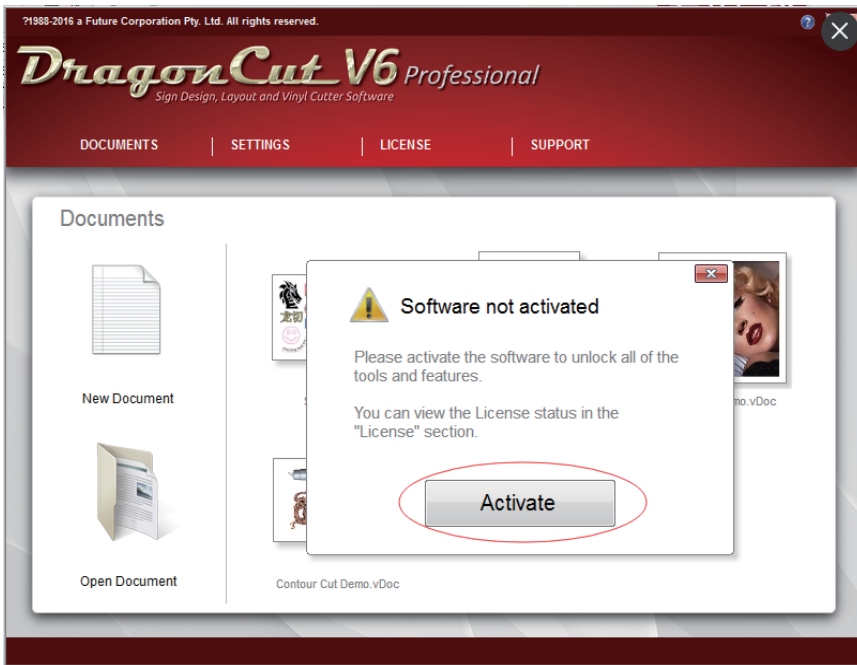 ?1988-2016 a Future Corporation Pty. Ltd. All rights reserved.
DragonCut V6 Professional
Sign Design, Layout and Vinyl Cutter Software
DOCUMENTS
SETTINGS
LICENSE
SUPPORT
Documents
New Document
Open Document
龙切
Software not activated
Please activate the software to unlock all of the
tools and features.
You can view the License status in the
"License" section.
Activate
mo.vDoc
Contour Cut Demo.vDoc